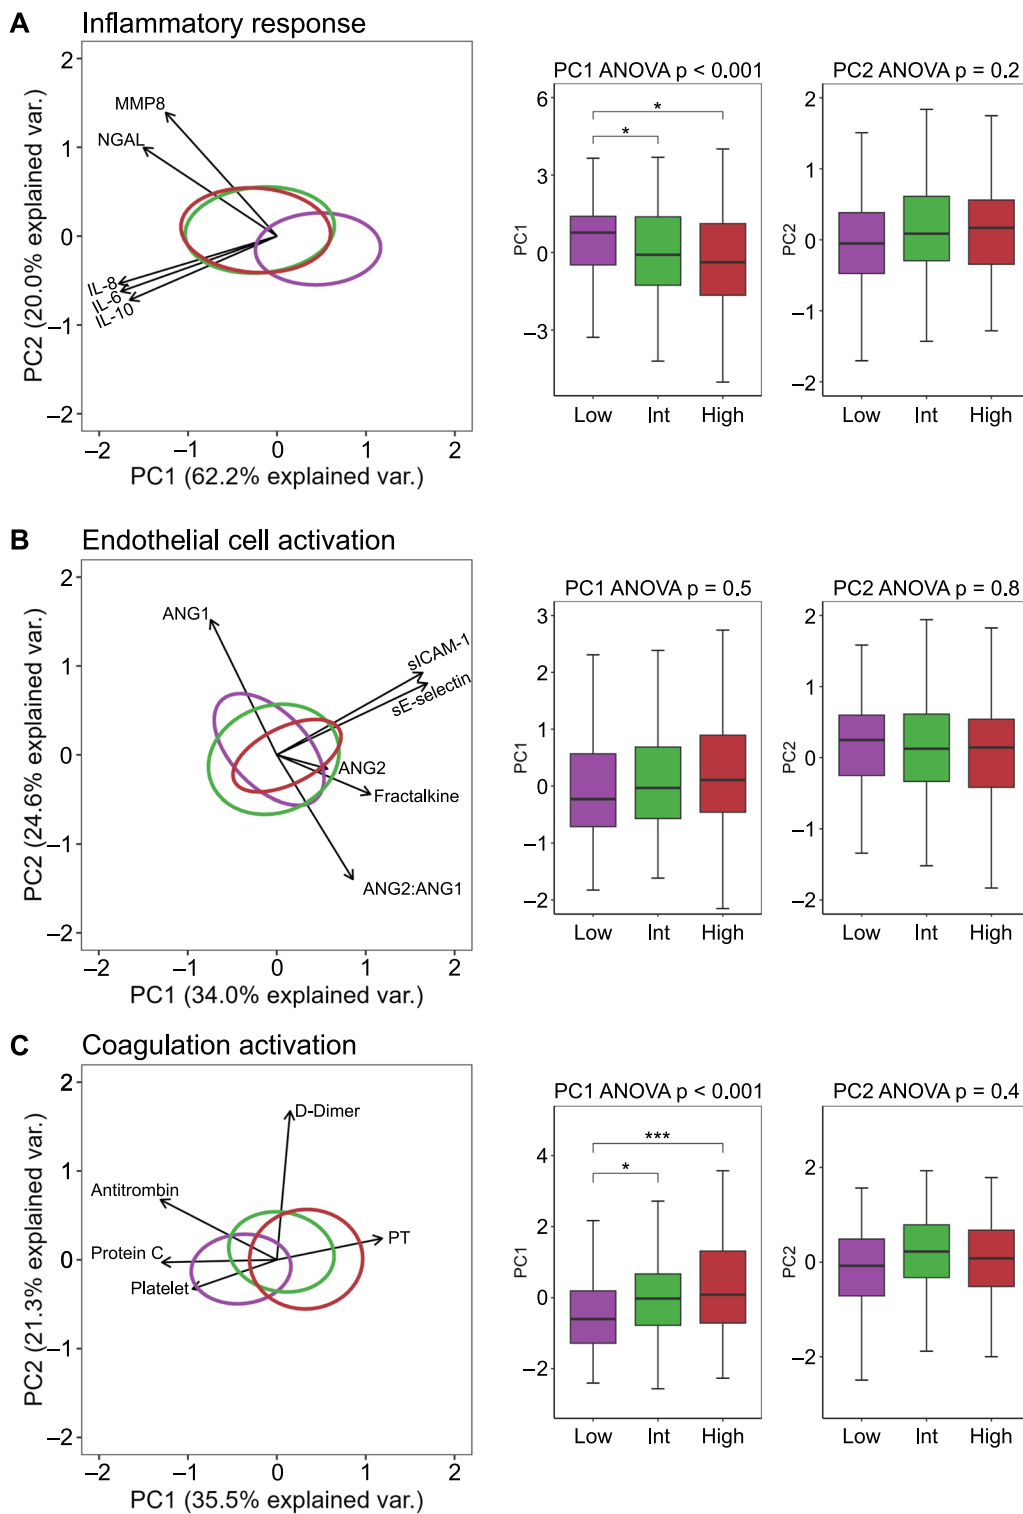 A Inflammatory response
PC1 ANOVA p < 0.001
PC2 ANOVA p = 0.2
2
1
0
−1
−2
PC2 (20.0% explained var.)
MMP8
NGAL
IL-8
IL-6
IL-10
−2 −1 0 1 2
PC1 (62.2% explained var.)
6
3
0
−3
PC1
*
*
Low Int High
2
1
0
−1
−2
PC2
Low Int High
B Endothelial cell activation
PC1 ANOVA p = 0.5
PC2 ANOVA p = 0.8
2
1
0
−1
−2
PC2 (24.6% explained var.)
ANG1
sICAM-1
sE-selectin
ANG2
Fractalkine
ANG2:ANG1
−2 −1 0 1 2
PC1 (34.0% explained var.)
3
2
1
0
−1
−2
PC1
Low Int High
2
1
0
−1
−2
PC2
Low Int High
C Coagulation activation
PC1 ANOVA p < 0.001
PC2 ANOVA p = 0.4
2
1
0
−1
−2
PC2 (21.3% explained var.)
D-Dimer
Antitrombin
PT
Protein C
Platelet
−2 −1 0 1 2
PC1 (35.5% explained var.)
4
2
0
−2
PC1
***
*
Low Int High
2
0
−2
PC2
Low Int High